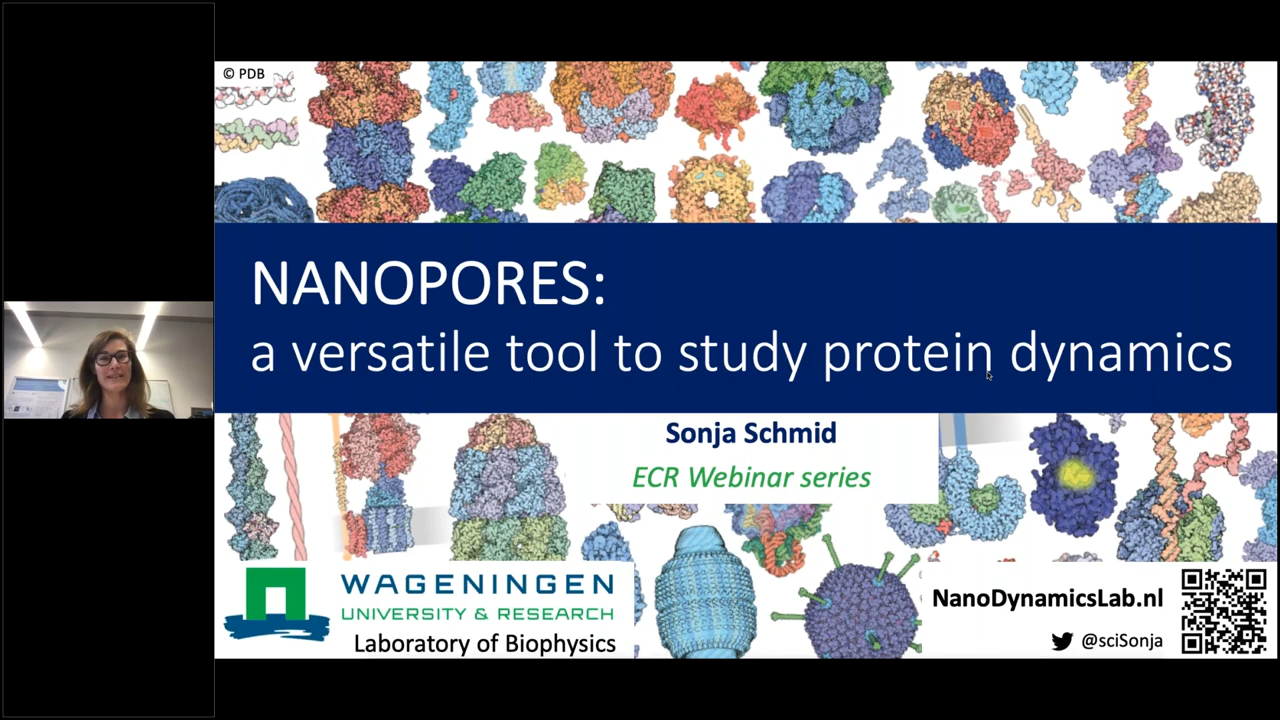 © PDB
NANOPORES:
a versatile tool to study protein dynamics
Sonja Schmid
ECR Webinar series
WAGENINGEN
UNIVERSITY & RESEARCH
Laboratory of Biophysics
NanoDynamicsLab.nl
@sciSonja